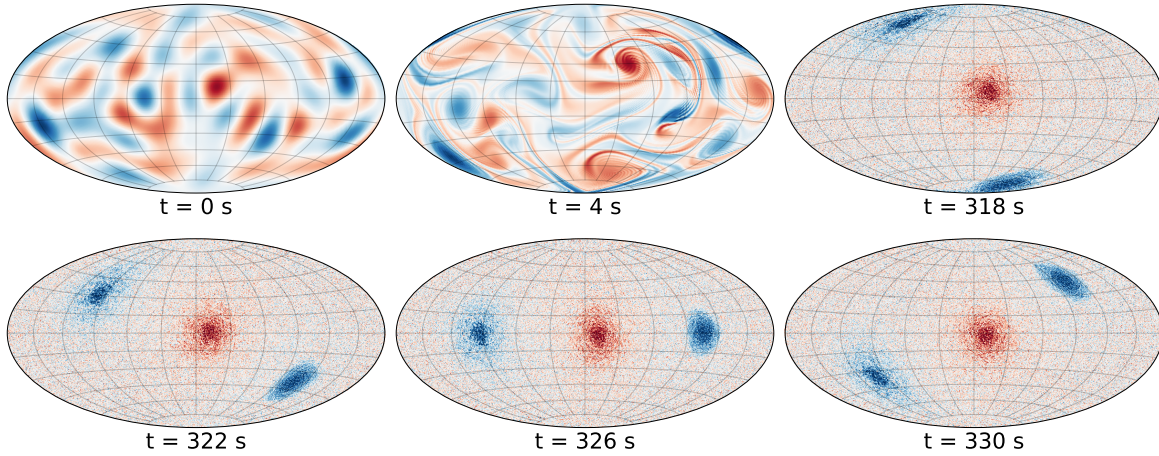 t = 0 s
t = 4 s
t = 318 s
t = 322 s
t = 326 s
t = 330 s